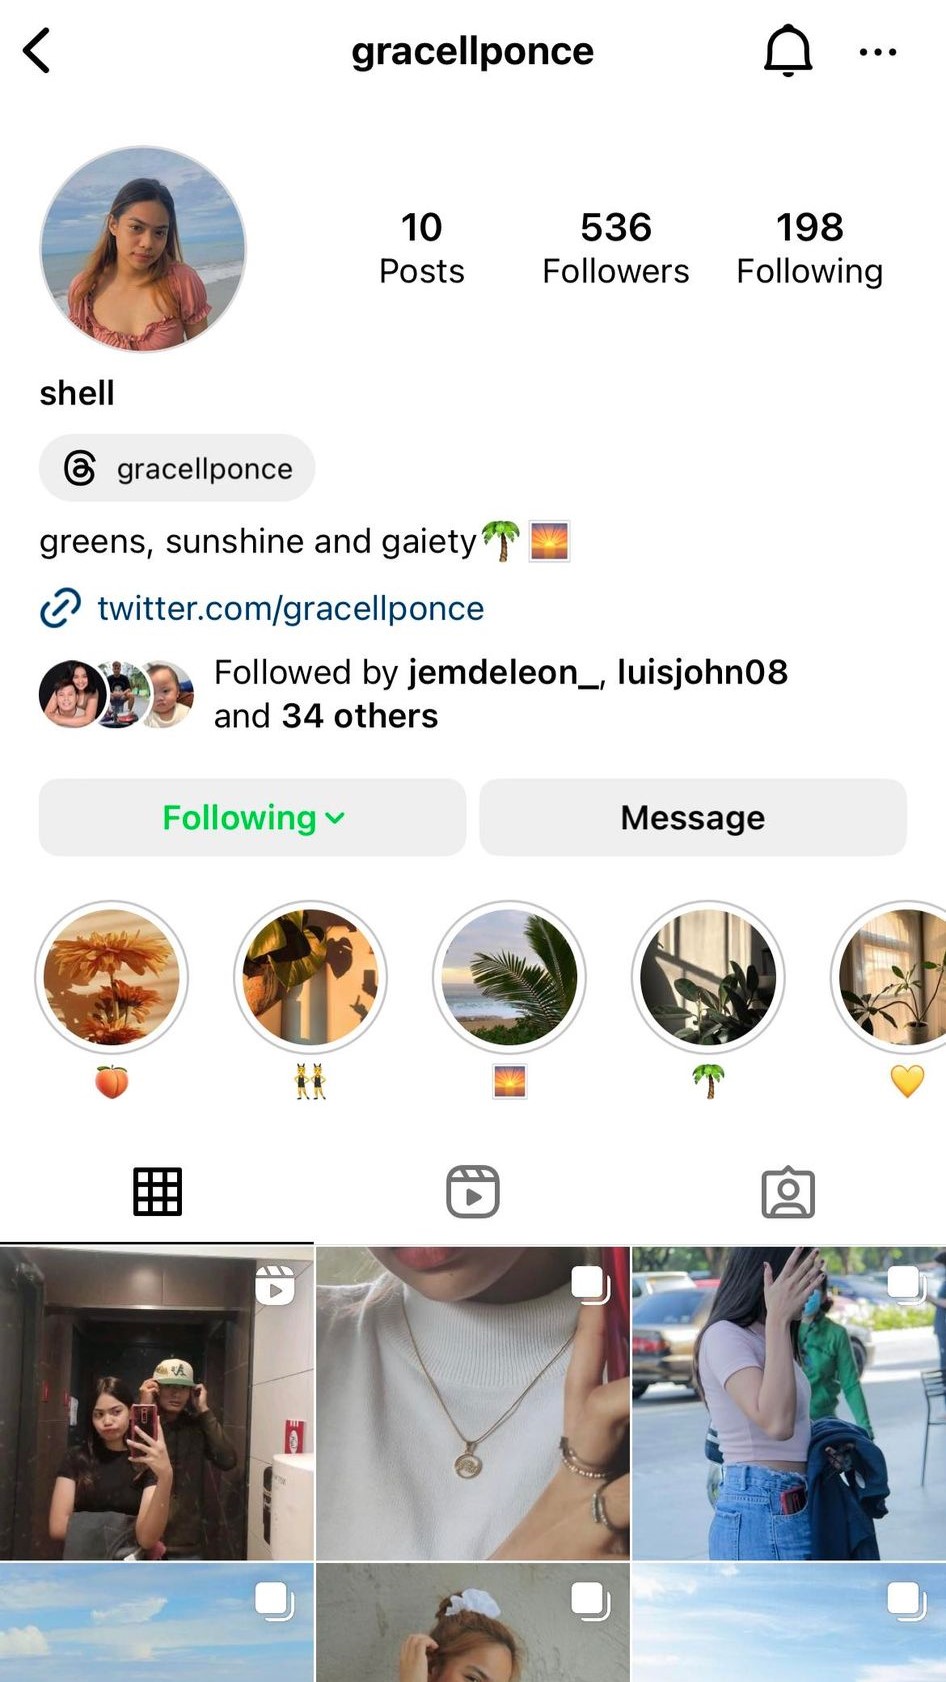 gracellponce
10 536 198
Posts Followers Following
shell
gracellponce
greens, sunshine and gaiety🌴🌅
twitter.com/gracellponce
Followed by jemdeleon_, luisjohn08
and 34 others
Following Message
🍑 👯 🌅 🌴 💛